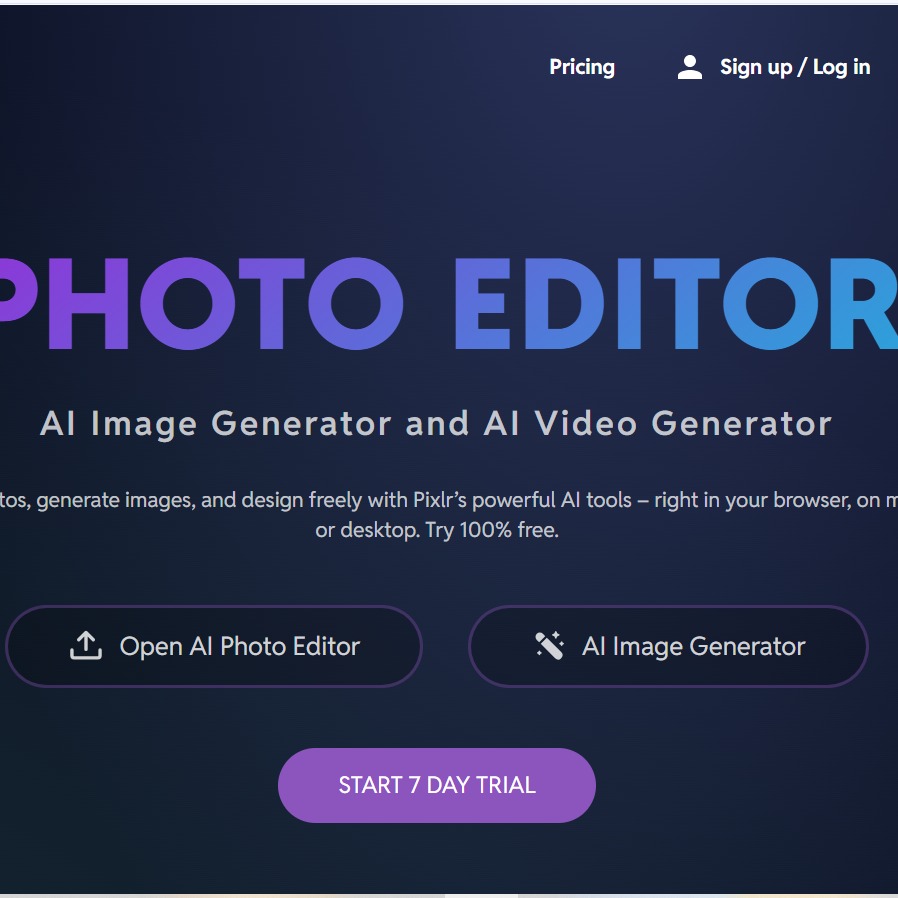 Pricing
Sign up / Log in
PHOTO EDITOR
AI Image Generator and AI Video Generator
generate images, and design freely with Pixlr’s powerful AI tools – right in your browser, on
or desktop. Try 100% free.
Open AI Photo Editor
AI Image Generator
START 7 DAY TRIAL